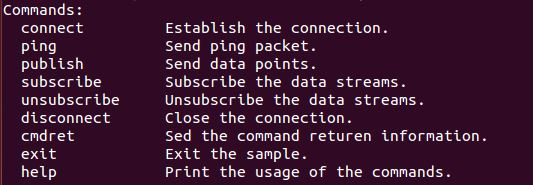 Commands:
connect Establish the connection.
ping Send ping packet.
publish Send data points.
subscribe Subscribe the data streams.
unsubscribe Unsubscribe the data streams.
disconnect Close the connection.
cmdret Sed the command returen information.
exit Exit the sample.
help Print the usage of the commands.